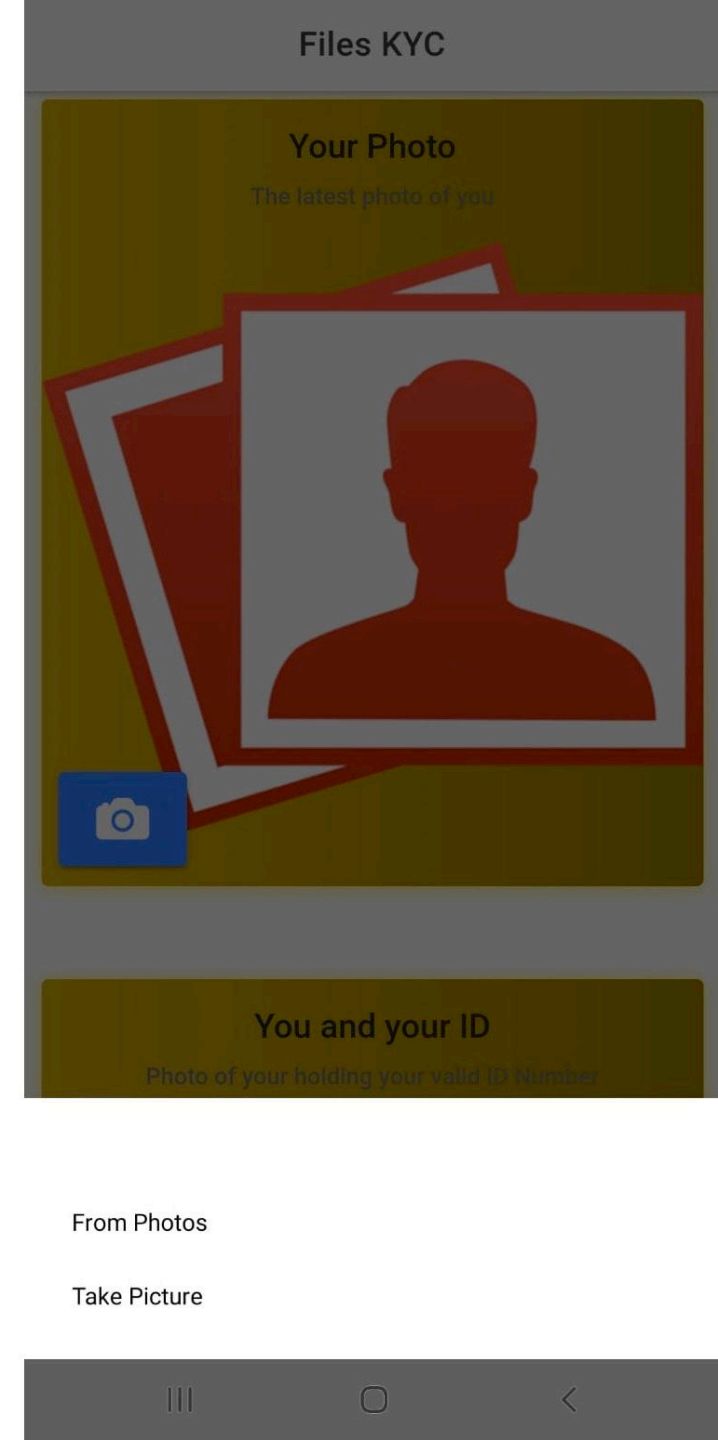 Files KYC
Your Photo
The latest photo of you
You and your ID
Photo of your holding your valid ID Number
From Photos
Take Picture